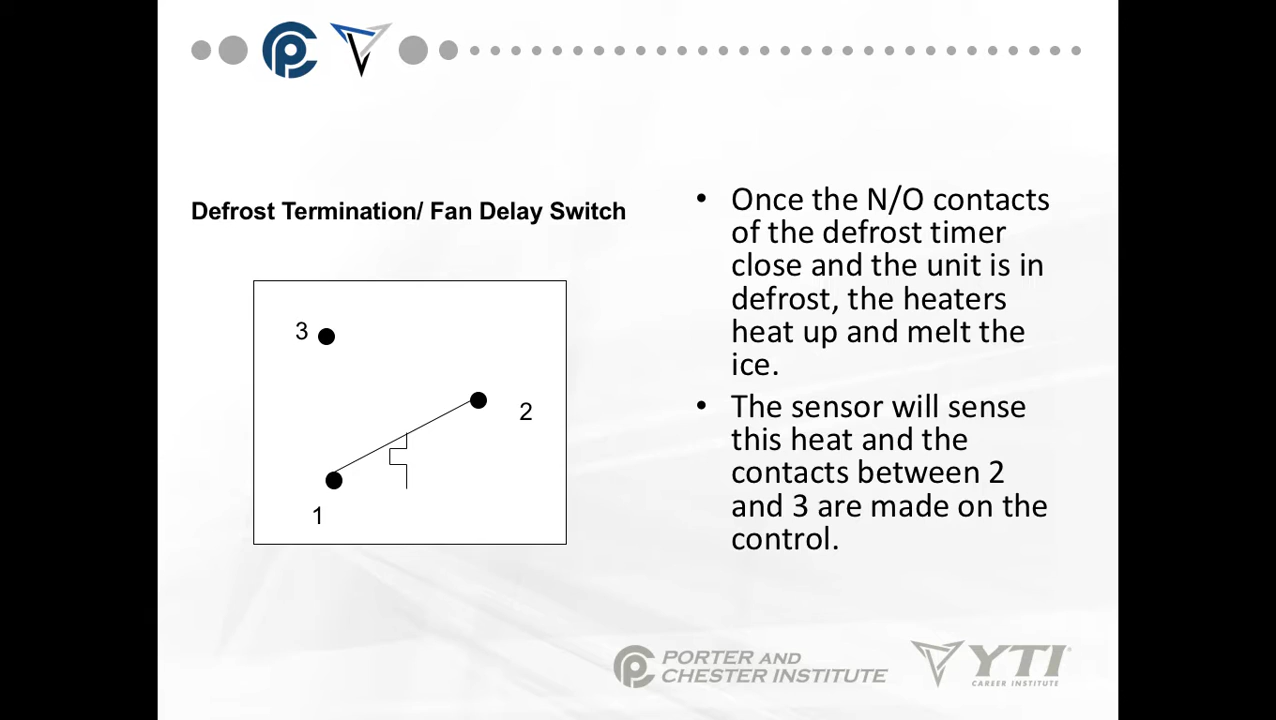 Defrost Termination/ Fan Delay Switch
3
2
1
• Once the N/O contacts
of the defrost timer
close and the unit is in
defrost, the heaters
heat up and melt the
ice.
• The sensor will sense
this heat and the
contacts between 2
and 3 are made on the
control.
PORTER AND
CHESTER INSTITUTE
YTI
CAREER INSTITUTE